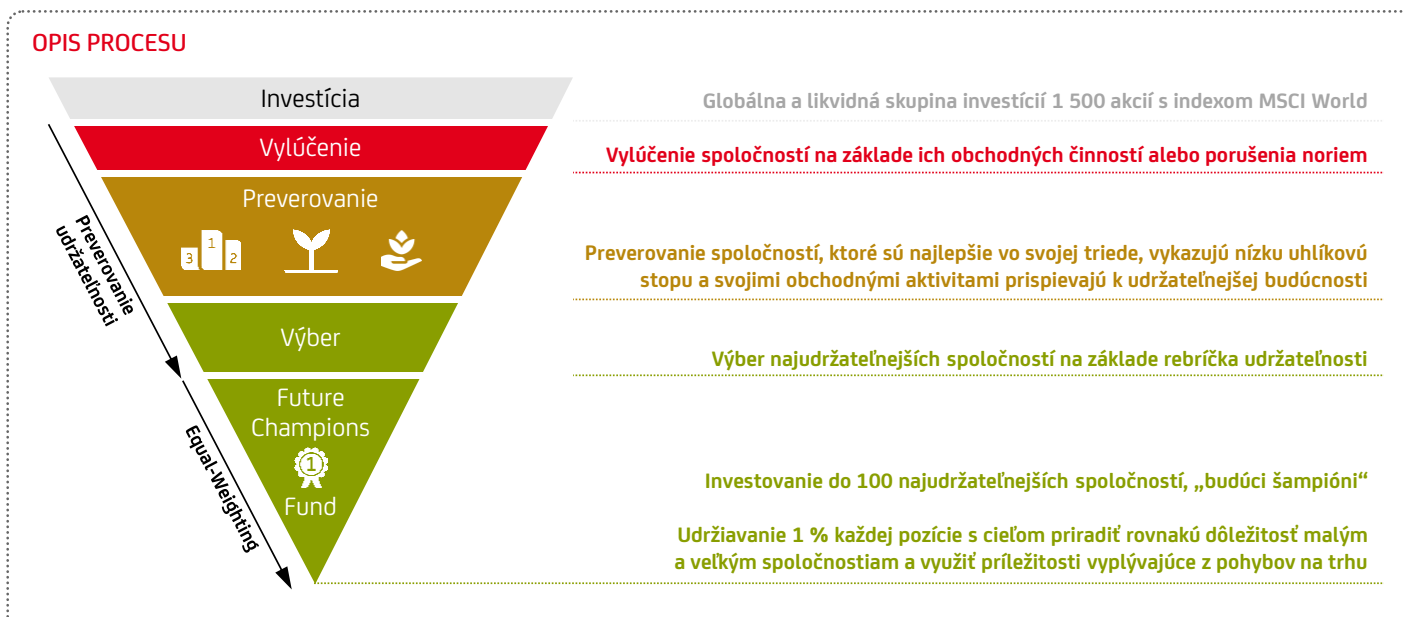 OPIS PROCESU
Investícia
Globálna a likvidná skupina investícií 1 500 akcií s indexom MSCI World
Vylúčenie
Vylúčenie spoločností na základe ich obchodných činností alebo porušenia noriem
Preverovanie
3 1 2
Preverovanie spoločností, ktoré sú najlepšie vo svojej triede, vykazujú nízku uhlíkovú
stopu a svojimi obchodnými aktivitami prispievajú k udržateľnejšej budúcnosti
Preverovanie
udržateľnosti
Výber
Výber najudržateľnejších spoločností na základe rebríčka udržateľnosti
Future
Champions
1
Fund
Equal-Weighting
Investovanie do 100 najudržateľnejších spoločností, „budúci šampióni“
Udržiavanie 1 % každej pozície s cieľom priradiť rovnakú dôležitosť malým
a veľkým spoločnostiam a využiť príležitosti vyplývajúce z pohybov na trhu